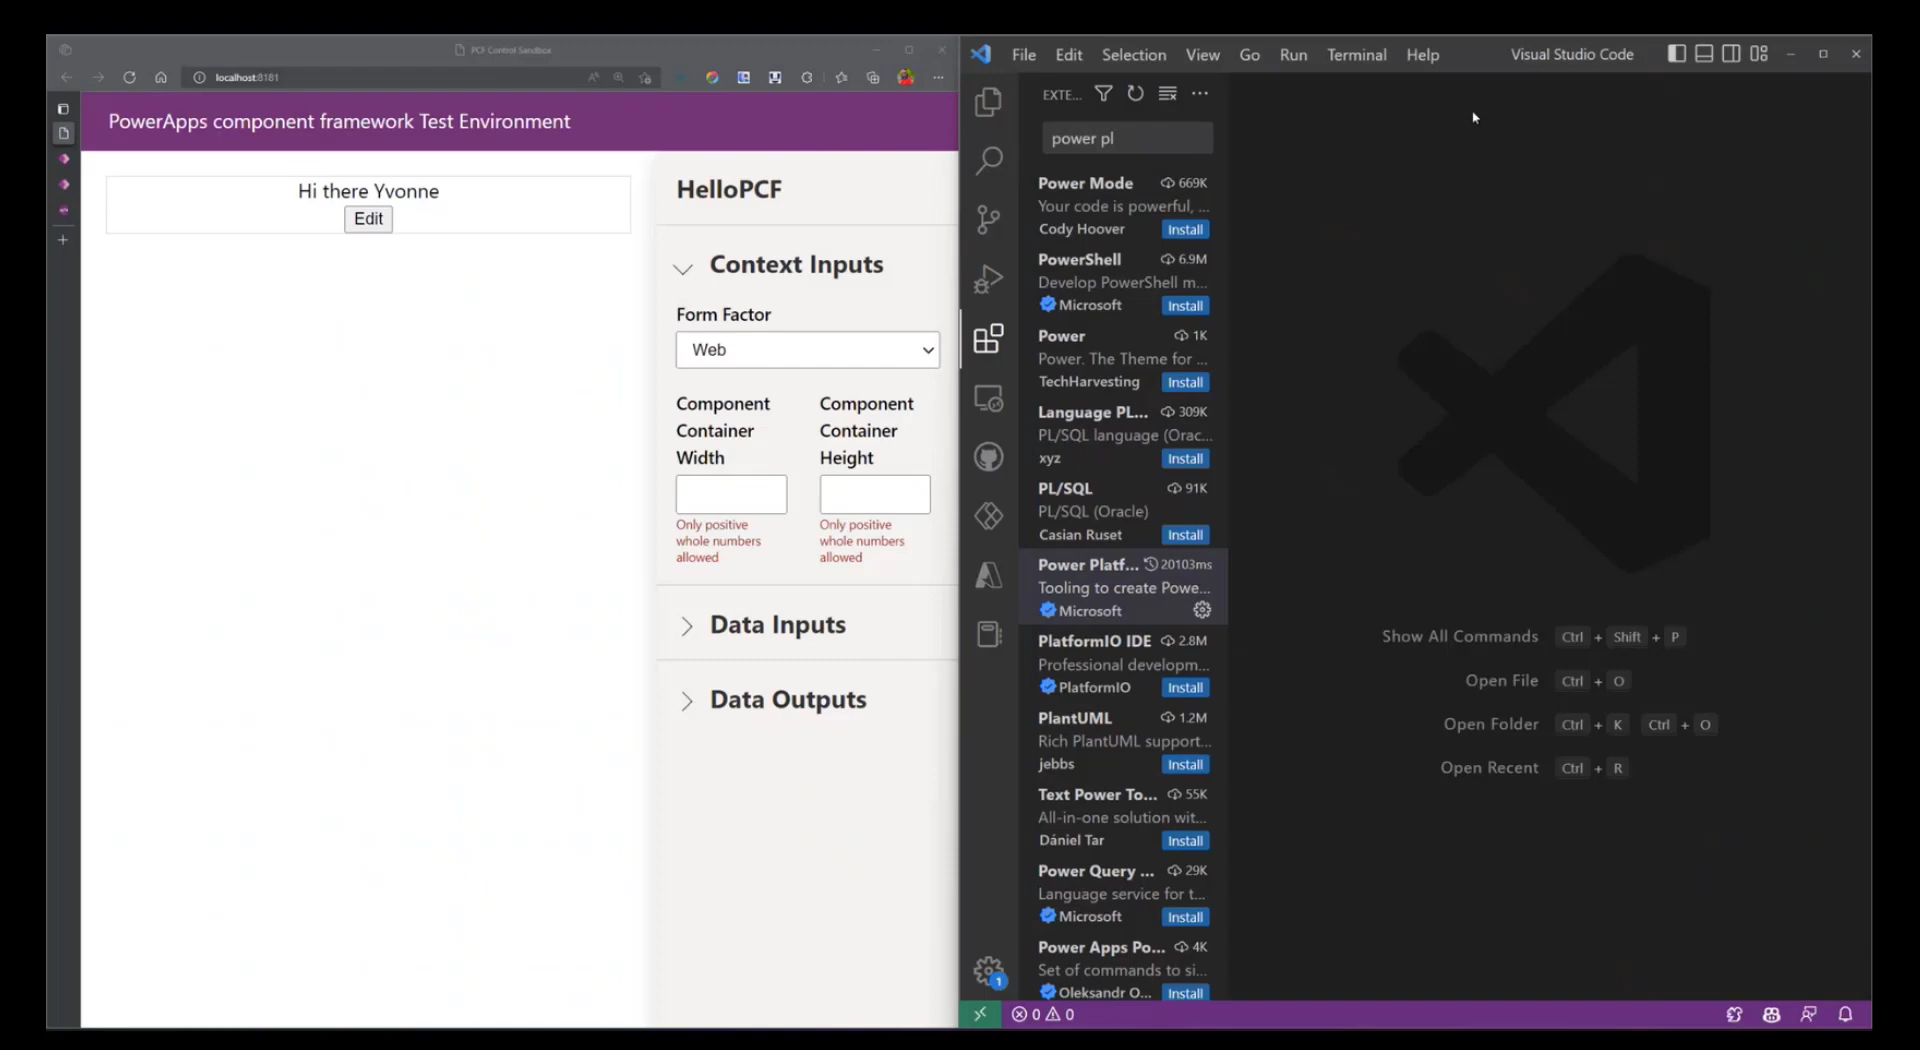 PCF Control Sandbox
localhost:8181
PowerApps component framework Test Environment
Hi there Yvonne
Edit
HelloPCF
Context Inputs
Form Factor
Web
Component
Container
Width
Component
Container
Height
Only positive
whole numbers
allowed
Only positive
whole numbers
allowed
Data Inputs
Data Outputs
File Edit Selection View Go Run Terminal Help
Visual Studio Code
EXTE...
power pl
Power Mode 669K
Your code is powerful, ...
Cody Hoover Install
PowerShell 6.9M
Develop PowerShell m...
Microsoft Install
Power 1K
Power. The Theme for ...
TechHarvesting Install
Language PL... 309K
PL/SQL language (Orac...
xyz Install
PL/SQL 91K
PL/SQL (Oracle)
Casian Ruset Install
Power Platf... 20103ms
Tooling to create Powe...
Microsoft
PlatformIO IDE 2.8M
Professional developm...
PlatformIO Install
PlantUML 1.2M
Rich PlantUML support...
jebbs Install
Text Power To... 55K
All-in-one solution wit...
Dániel Tar Install
Power Query ... 29K
Language service for t...
Microsoft Install
Power Apps Po... 4K
Set of commands to si...
Oleksandr O... Install
Show All Commands Ctrl + Shift + P
Open File Ctrl + O
Open Folder Ctrl + K Ctrl + O
Open Recent Ctrl + R
1
0 0